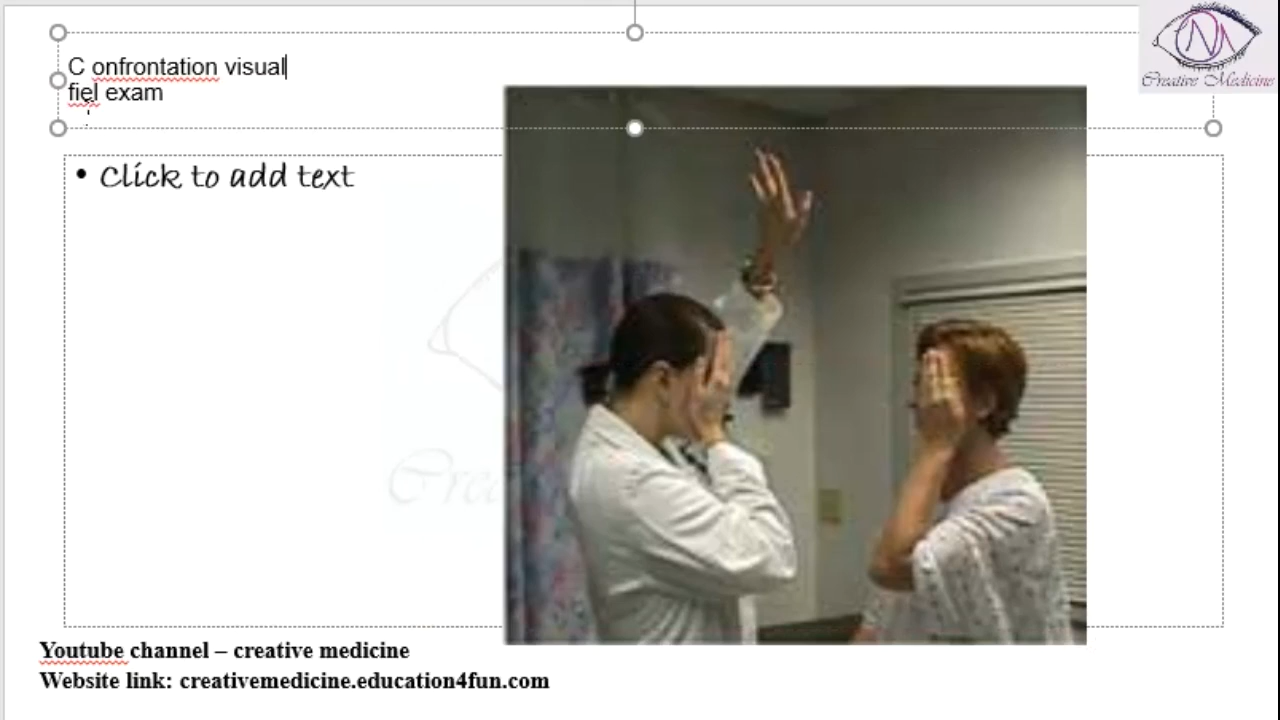 C onfrontation visual
fiel exam
Creative Medicine
• Click to add text
Crea
Youtube channel – creative medicine
Website link: creativemedicine.education4fun.com